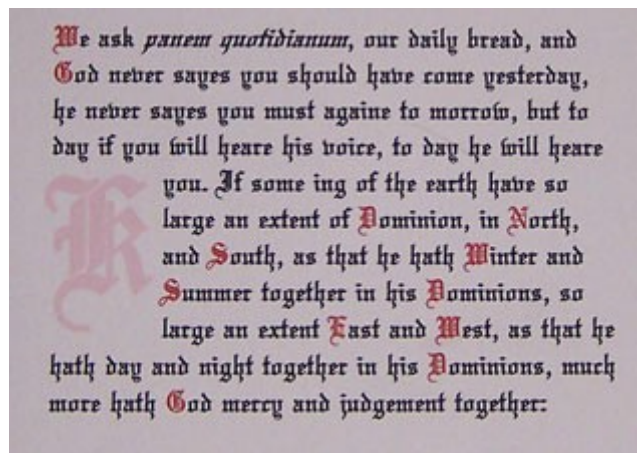 We ask panem quotidianum, our daily bread, and
God never sayes you should have come yesterday,
he never sayes you must againe to morrow, but to
day if you will heare his voice, to day he will heare
you. If some King of the earth have so
large an extent of Dominion, in North,
and South, as that he hath Winter and
Summer together in his Dominions, so
large an extent East and West, as that he
hath day and night together in his Dominions, much
more hath God mercy and judgement together: